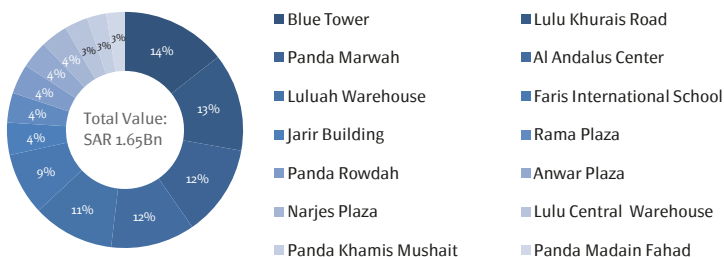 14%
13%
12%
12%
11%
9%
4%
4%
4%
4%
4%
3%
3%
3%
Total Value:
SAR 1.65Bn
Blue Tower
Lulu Khurais Road
Panda Marwah
Al Andalus Center
Luluah Warehouse
Faris International School
Jarir Building
Rama Plaza
Panda Rowdah
Anwar Plaza
Narjes Plaza
Lulu Central Warehouse
Panda Khamis Mushait
Panda Madain Fahad